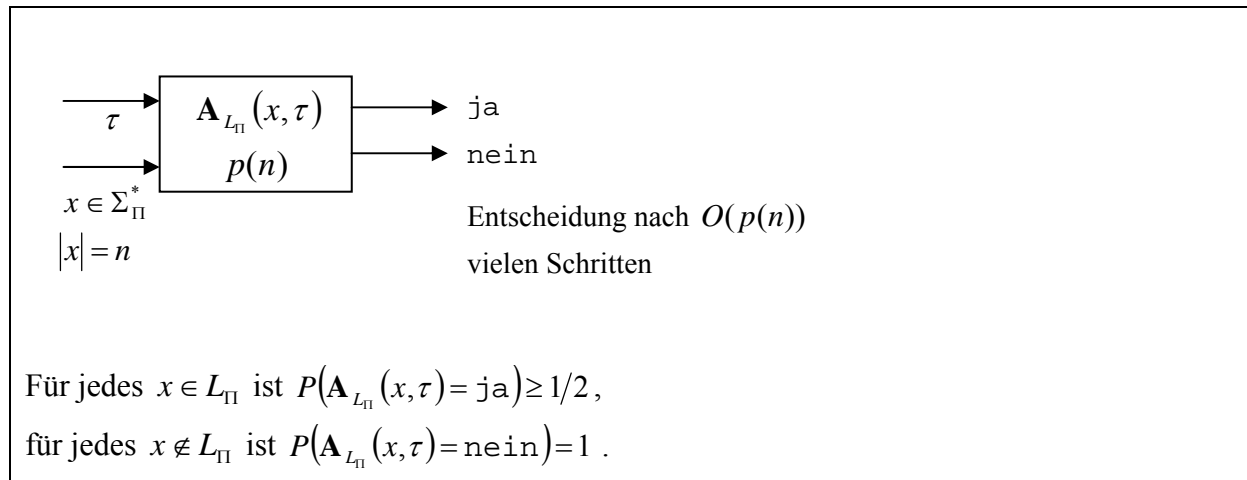 τ
A_{L_Π}(x, τ)
p(n)
ja
nein
x ∈ Σ_Π^*
|x| = n
Entscheidung nach O(p(n))
vielen Schritten
Für jedes x ∈ L_Π ist P(A_{L_Π}(x, τ) = ja) ≥ 1/2 ,
für jedes x ∉ L_Π ist P(A_{L_Π}(x, τ) = nein) = 1 .